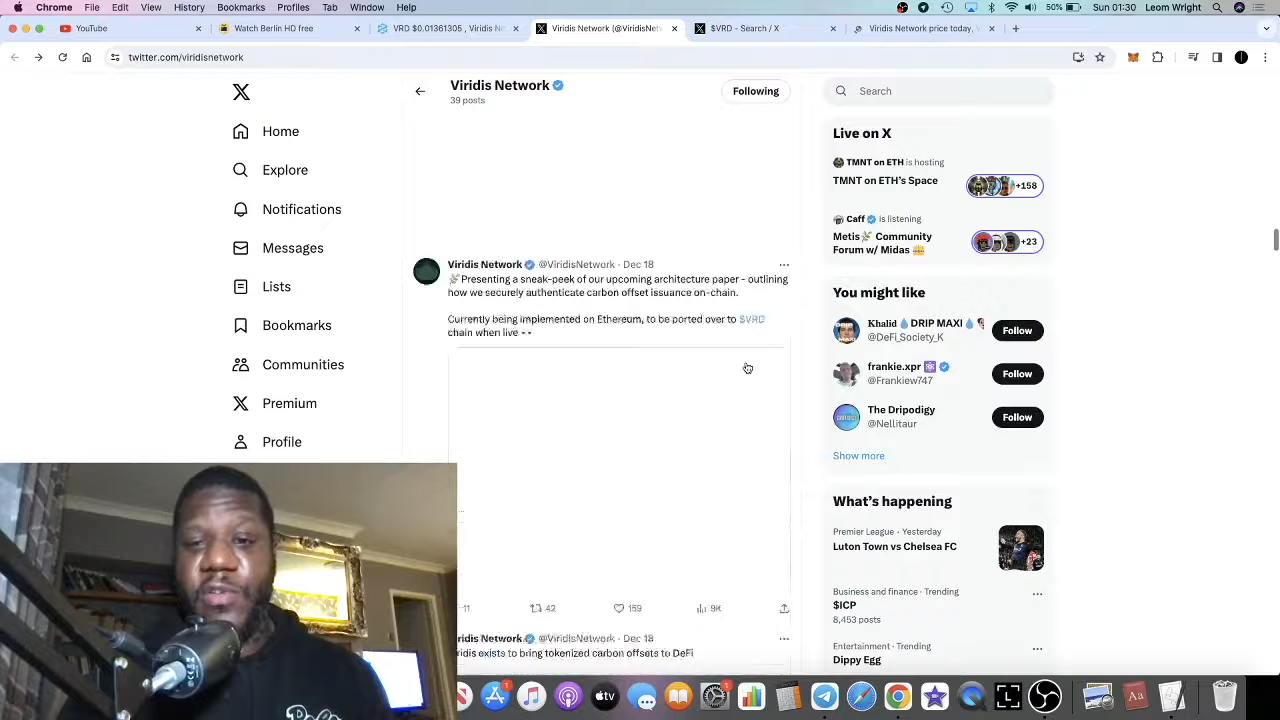 Chrome File Edit View History Bookmarks Profiles Tab Window Help 50% Sun 01:30 Leom Wright
YouTube × Watch Berlin HD free × VRD $0.01361305 , Viridis Ne × Viridis Network (@ViridisNet × $VRD - Search / X × Viridis Network price today, V × +
twitter.com/viridisnetwork
Viridis Network
39 posts
Following
Search
Home
Explore
Notifications
Messages
Lists
Bookmarks
Communities
Premium
Profile
Viridis Network @ViridisNetwork · Dec 18
Presenting a sneak-peek of our upcoming architecture paper - outlining
how we securely authenticate carbon offset issuance on-chain.
Currently being implemented on Ethereum, to be ported over to $VRD
chain when live
11 42 159 9K
ridis Network @ViridisNetwork · Dec 18
iridis exists to bring tokenized carbon offsets to DeFi
Live on X
TMNT on ETH is hosting
TMNT on ETH's Space
+158
Caff is listening
Metis Community
Forum w/ Midas
+23
You might like
Khalid DRIP MAXI
@DeFi_Society_K
Follow
frankie.xpr
@Frankiew747
Follow
The Dripodigy
@Nellitaur
Follow
Show more
What's happening
Premier League · Yesterday
Luton Town vs Chelsea FC
Business and finance · Trending
$ICP
8,453 posts
Entertainment · Trending
Dippy Egg
tv